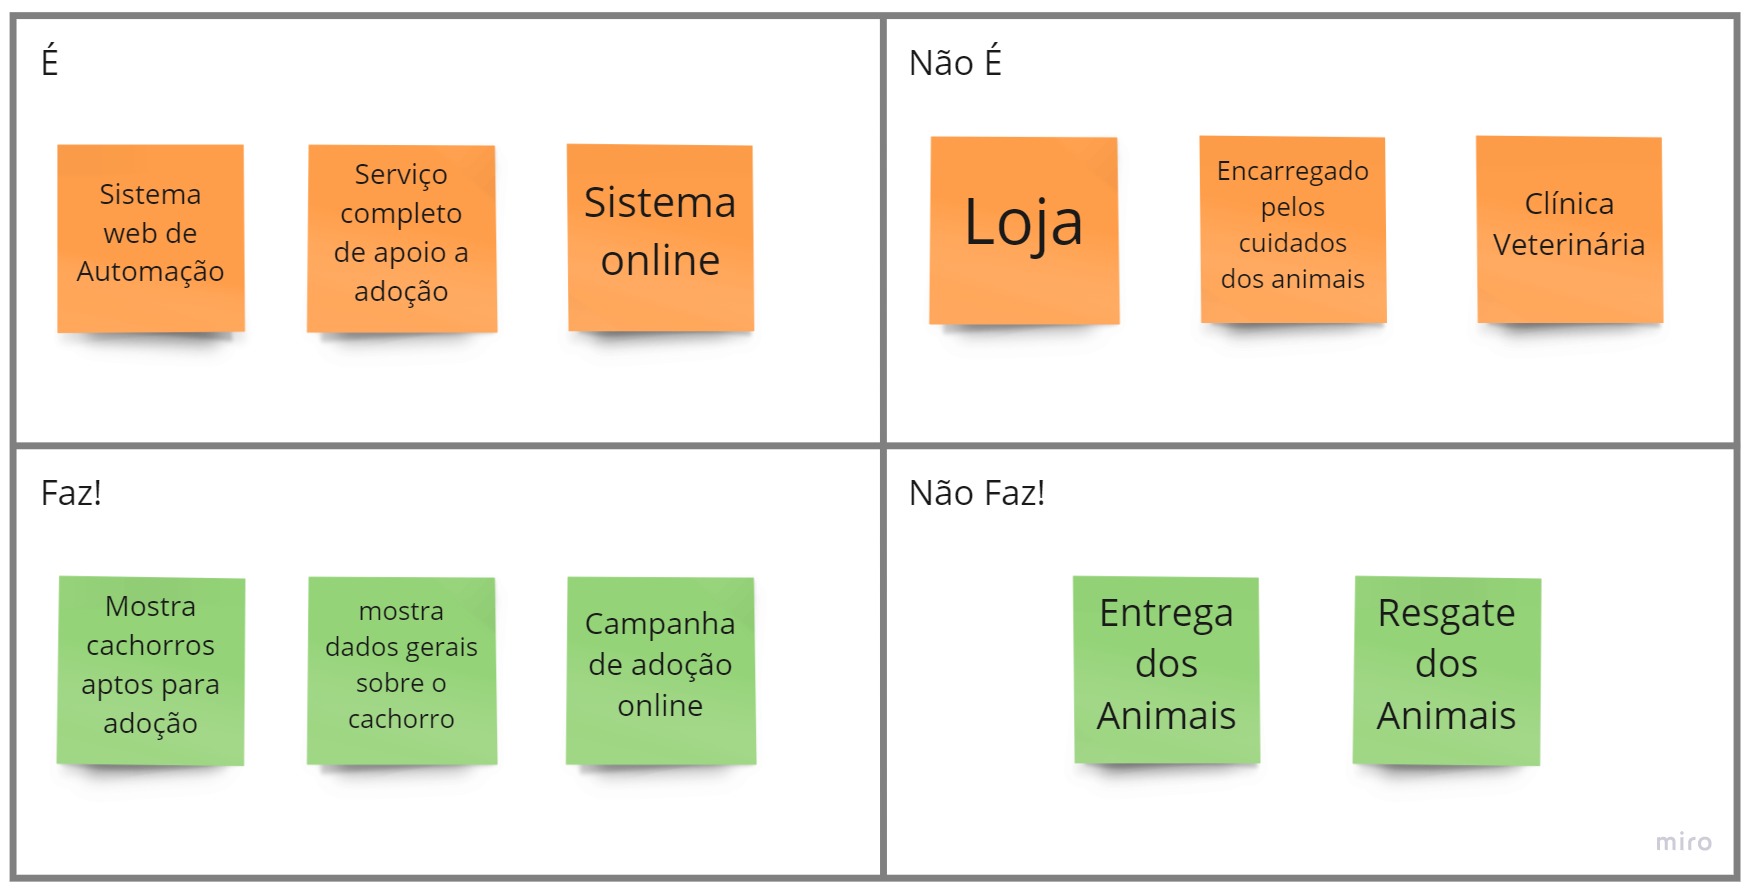 É
Sistema
web de
Automação
Serviço
completo
de apoio a
adoção
Sistema
online
Não É
Loja
Encarregado
pelos
cuidados
dos animais
Clínica
Veterinária
Faz!
Mostra
cachorros
aptos para
adoção
mostra
dados gerais
sobre o
cachorro
Campanha
de adoção
online
Não Faz!
Entrega
dos
Animais
Resgate
dos
Animais
miro